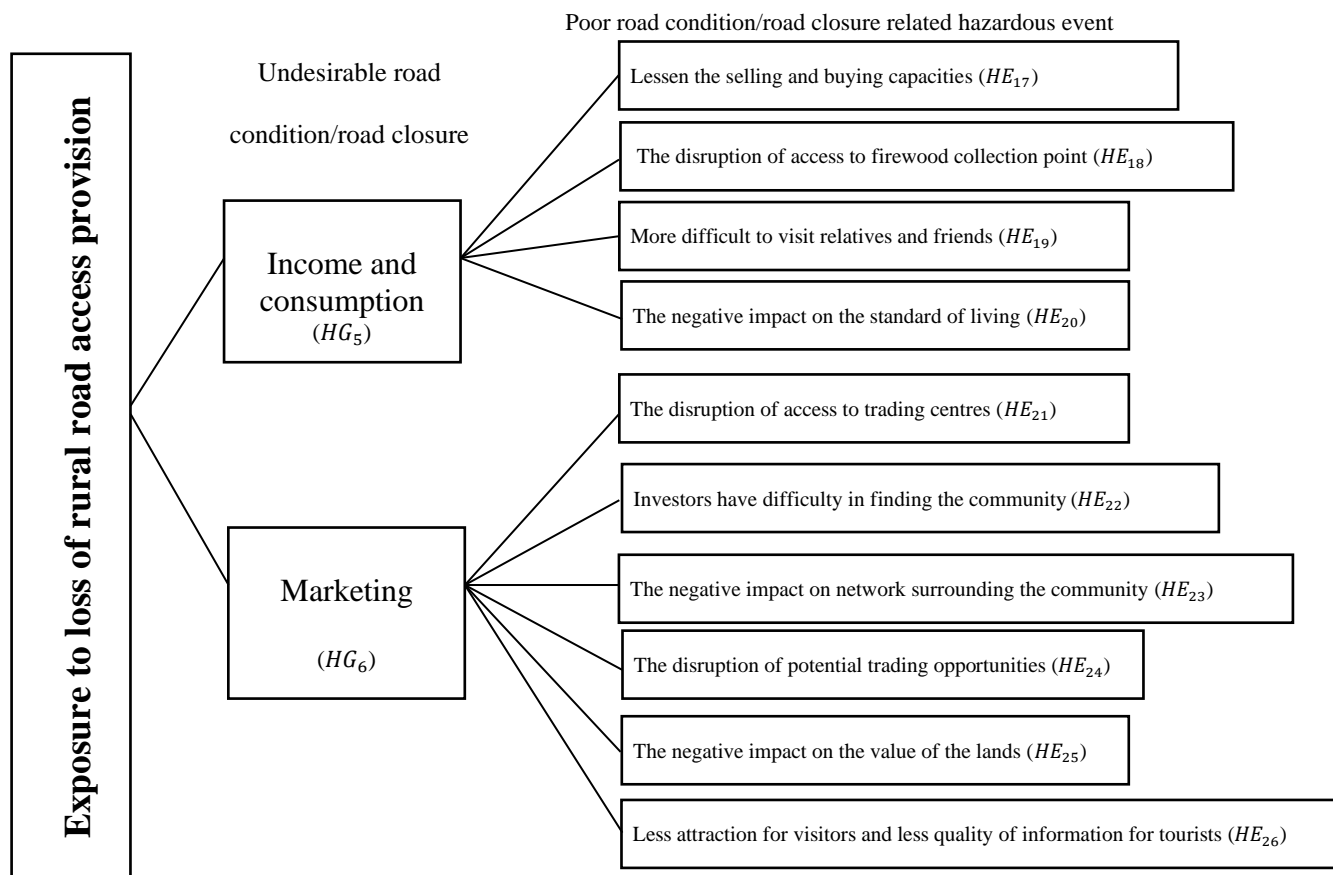 Poor road condition/road closure related hazardous event
Undesirable road
condition/road closure
Exposure to loss of rural road access provision
Income and
consumption
(HG₅)
Lessen the selling and buying capacities (HE₁₇)
The disruption of access to firewood collection point (HE₁₈)
More difficult to visit relatives and friends (HE₁₉)
The negative impact on the standard of living (HE₂₀)
Marketing
(HG₆)
The disruption of access to trading centres (HE₂₁)
Investors have difficulty in finding the community (HE₂₂)
The negative impact on network surrounding the community (HE₂₃)
The disruption of potential trading opportunities (HE₂₄)
The negative impact on the value of the lands (HE₂₅)
Less attraction for visitors and less quality of information for tourists (HE₂₆)